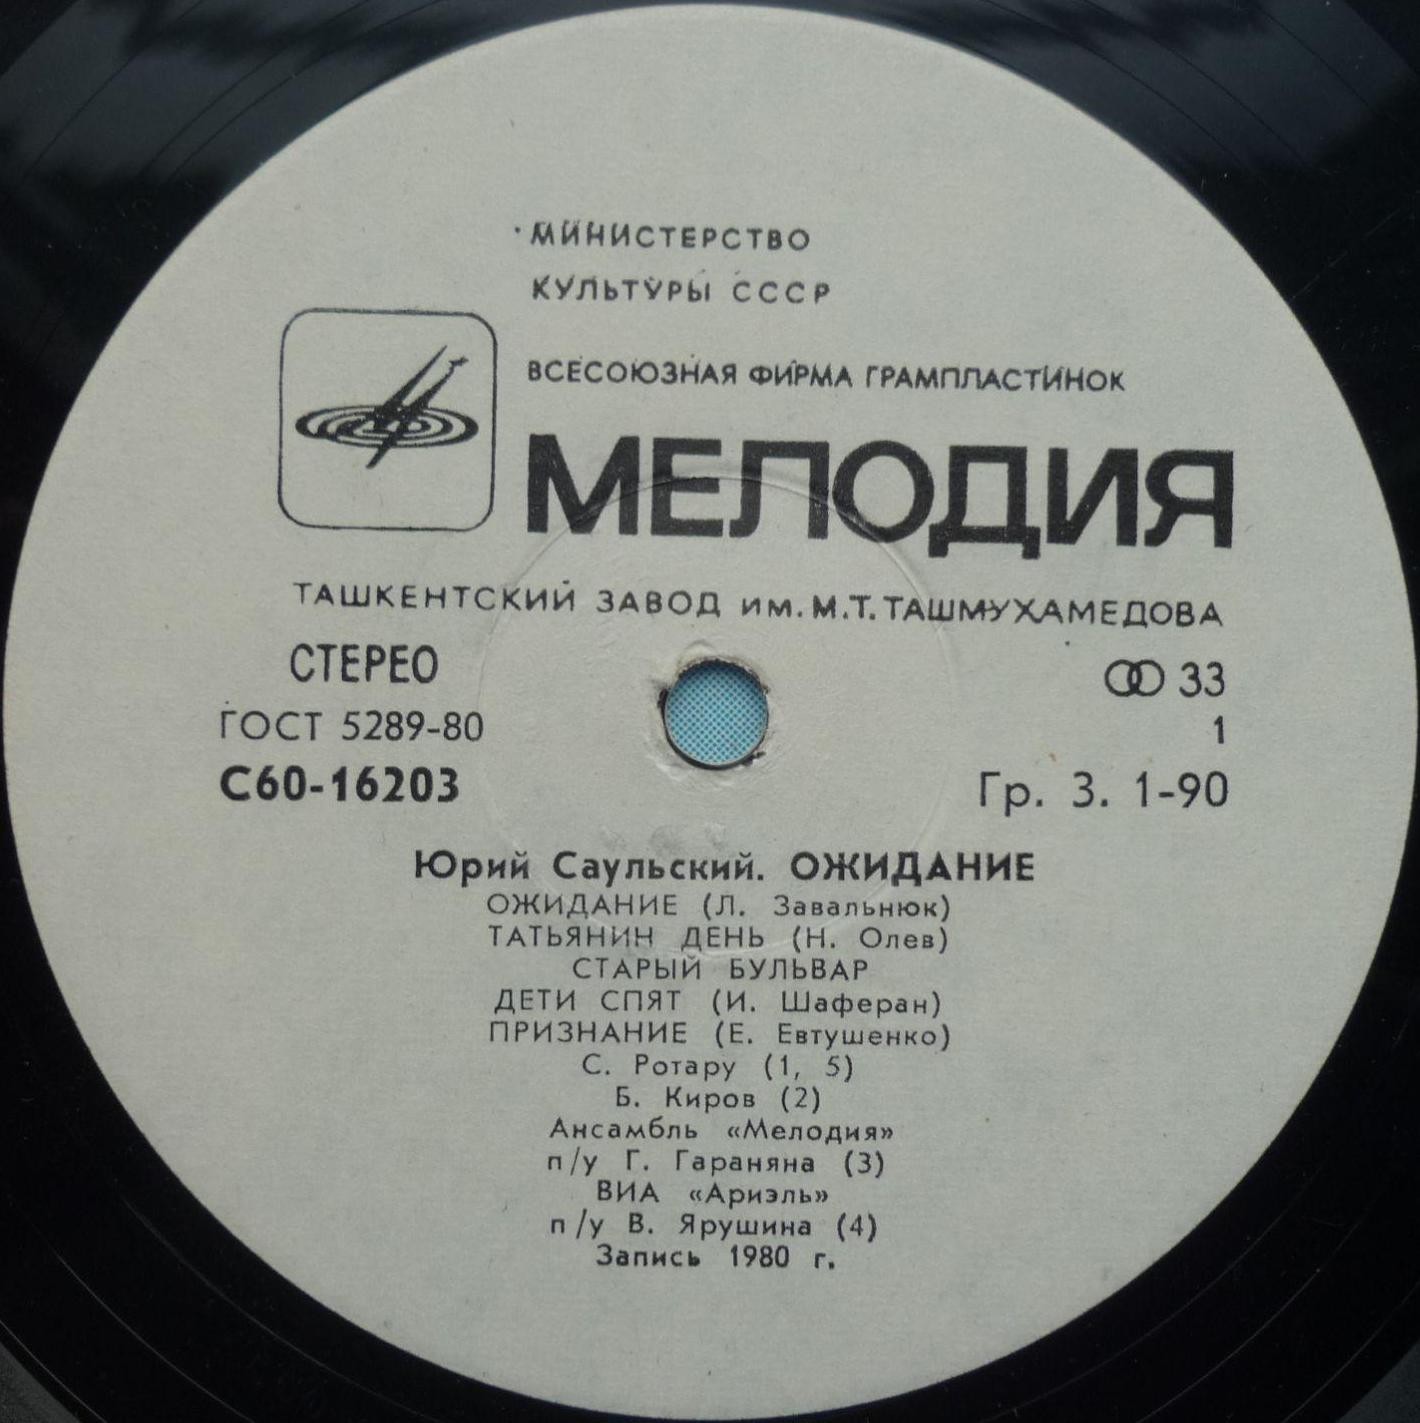 МИНИСТЕРСТВО
КУЛЬТУРЫ СССР
ВСЕСОЮЗНАЯ ФИРМА ГРАМПЛАСТИНОК
МЕЛОДИЯ
ТАШКЕНТСКИЙ ЗАВОД им. М.Т. ТАШМУХАМЕДОВА
СТЕРЕО
33
ГОСТ 5289-80
1
С60-16203
Гр. 3. 1-90
Юрий Саульский. ОЖИДАНИЕ
ОЖИДАНИЕ (Л. Завальнюк)
ТАТЬЯНИН ДЕНЬ (Н. Олев)
СТАРЫЙ БУЛЬВАР
ДЕТИ СПЯТ (И. Шаферан)
ПРИЗНАНИЕ (Е. Евтушенко)
С. Ротару (1, 5)
Б. Киров (2)
Ансамбль «Мелодия»
п/у Г. Гараняна (3)
ВИА «Ариэль»
п/у В. Ярушина (4)
Запись 1980 г.